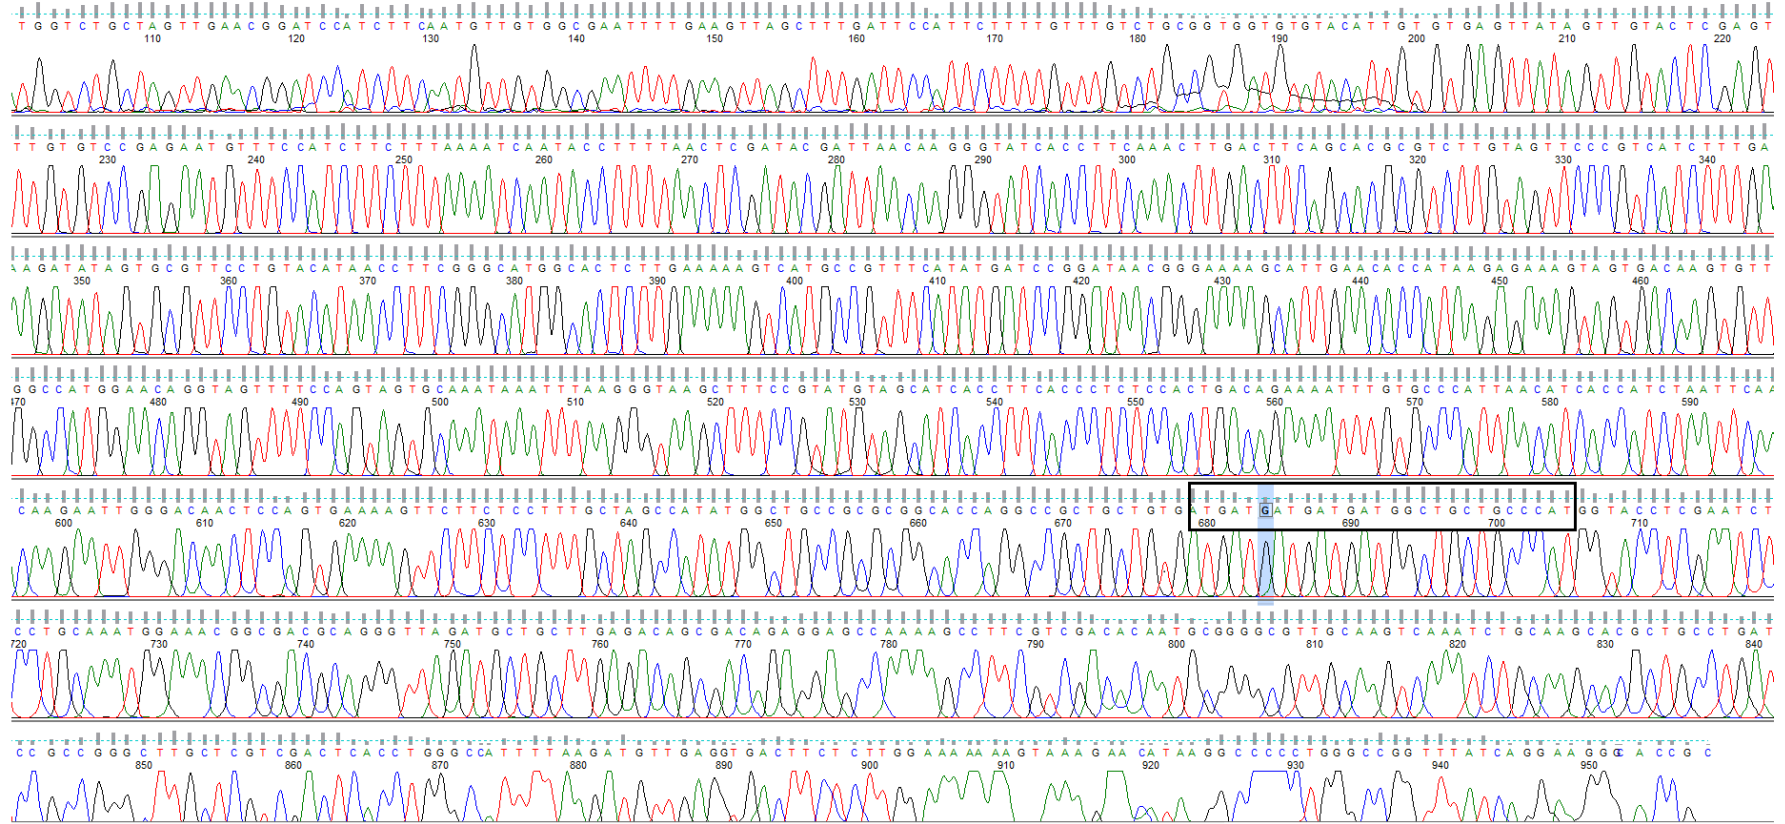 TGGTCTGCTAGTTGAACGGATCCATCTTCAATGTTGTGGCGAATTTTGAAGTTAGCTTTGATTCCATTCTTTTGTTTGTCTGCGGTGGTGTGTACATTGTGTGAGTTATAGTTGTACTCGAGT
110 120 130 140 150 160 170 180 190 200 210 220
TTGTGTCCGAGAATGTTTCCATCTTCTTTAAAATCAATACCTTTTAACTCGATACGATTAACAAGGGTATCACCTTCAAACTTGACTTCAGCACGCGTCTTGTAGTTCCCGTCATCTTTGA
230 240 250 260 270 280 290 300 310 320 330 340
AAGATATAGTGCGTTCCTGTACATAACCTTCGGGCATGGCACTCTTGAAAAAGTCATGCCGTTTCATATGATCCGGATAACGGGAAAAGCATTGAACACCATAAGAGAAAGTAGTGACAAGTGTT
350 360 370 380 390 400 410 420 430 440 450 460
GGCCATGGAACAGGTAGTTTTCCAGTAGTGCAAATAAATTTAAGGGTAAGCTTTCCGTATGTAGCATCACCTTCACCCTCTCCACTGACAGAAAATTTGTGCCCATTAACATCACCATCTAATTCAA
470 480 490 500 510 520 530 540 550 560 570 580 590
CAAGAATTGGGACAACTCCAGTGAAAAGTTCTTCTCCTTTGCTAGCCATATGGCTGCCGCGCGGCACCAGGCCGCTGCTGTGATGATGATGATGATGGCTGCTGCCCATGGTACCTCGAATCT
600 610 620 630 640 650 660 670 680 690 700 710
CCTGCAAATGGAAACGGCGACGCAGGGTTAGATGCTGCTTGAGACAGCGACAGAGGAGCCAAAAGCCTTCGTCGACACAATGCGGGGCGTTGCAAGTCAAATCTGCAAGCACGCTGCCTGAT
720 730 740 750 760 770 780 790 800 810 820 830 840
CCGCCGGGCTTGCTCGTCGACTCACCTGGGCCATTTTAAGATGTTGAGGTGACTTCTCTTGGAAAAAAAGTAAAGAACATAAGGCCCCCTGGGCCGGTTTATCAGGAAGGCACCGC
850 860 870 880 890 900 910 920 930 940 950